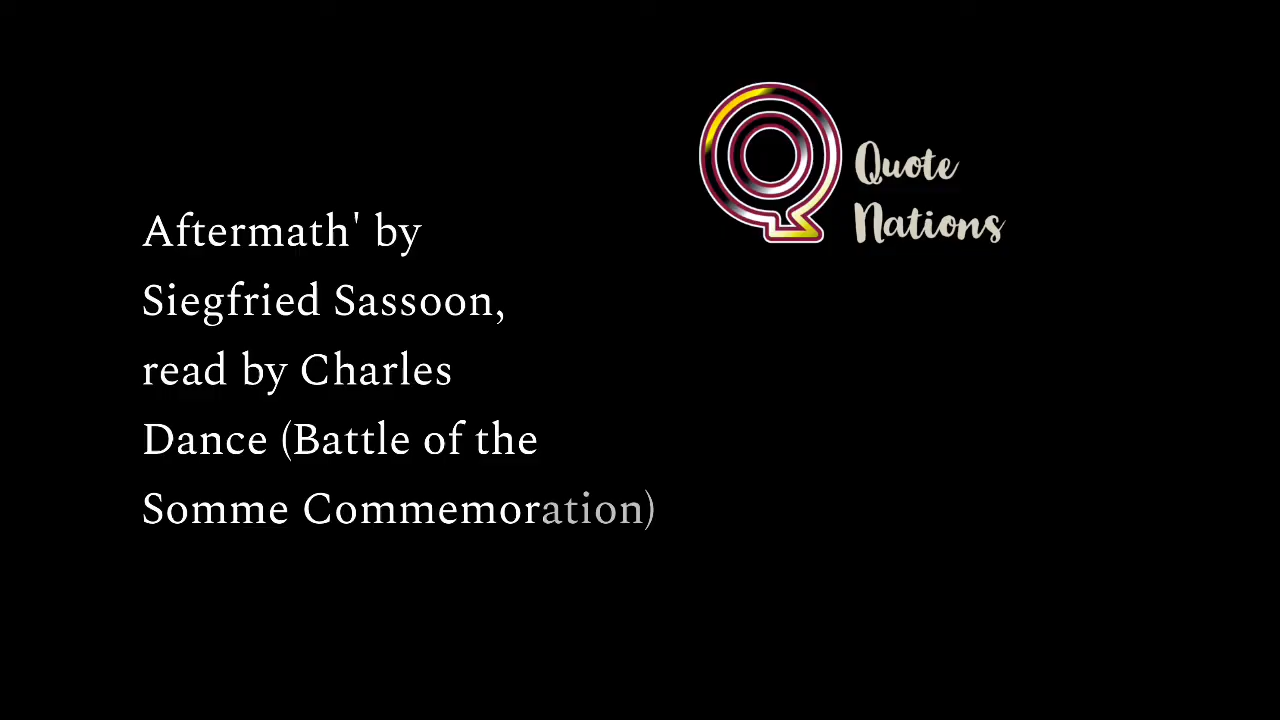 Quote
Nations
Aftermath' by
Siegfried Sassoon,
read by Charles
Dance (Battle of the
Somme Commemoration)